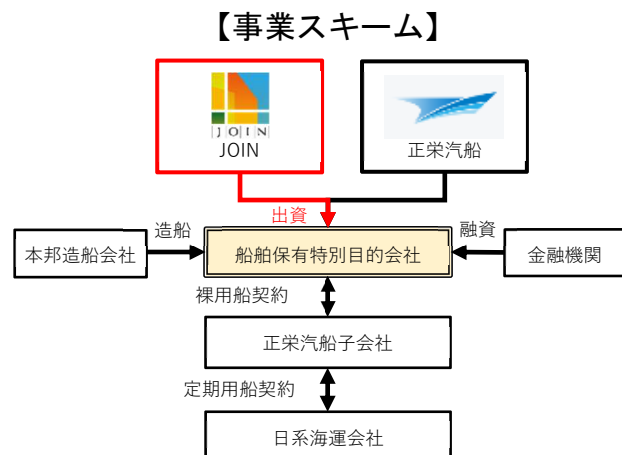 【事業スキーム】
JOIN
JOIN
正栄汽船
出資
造船
融資
本邦造船会社
船舶保有特別目的会社
金融機関
裸用船契約
正栄汽船子会社
定期用船契約
日系海運会社